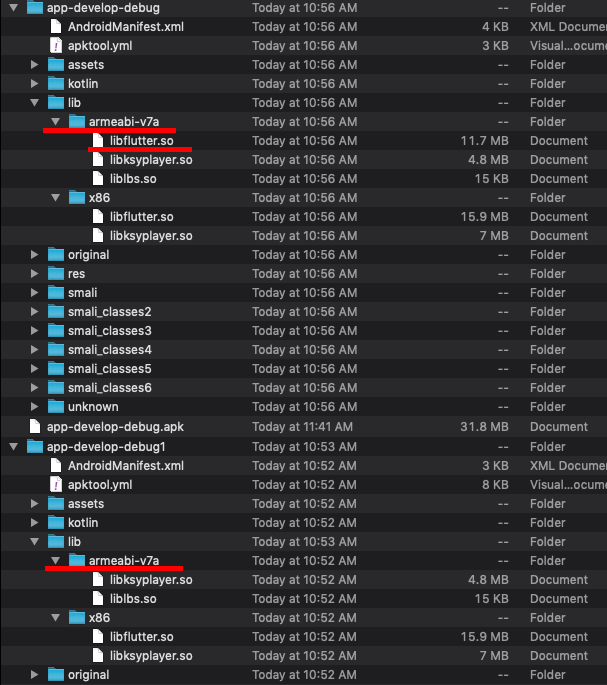 app-develop-debug Today at 10:56 AM -- Folder
AndroidManifest.xml Today at 10:56 AM 4 KB XML Documen
apktool.yml Today at 10:56 AM 3 KB Visual...ocume
assets Today at 10:56 AM -- Folder
kotlin Today at 10:56 AM -- Folder
lib Today at 10:56 AM -- Folder
armeabi-v7a Today at 10:56 AM -- Folder
libflutter.so Today at 10:56 AM 11.7 MB Document
libksyplayer.so Today at 10:56 AM 4.8 MB Document
liblbs.so Today at 10:56 AM 15 KB Document
x86 Today at 10:56 AM -- Folder
libflutter.so Today at 10:56 AM 15.9 MB Document
libksyplayer.so Today at 10:56 AM 7 MB Document
original Today at 10:56 AM -- Folder
res Today at 10:56 AM -- Folder
smali Today at 10:56 AM -- Folder
smali_classes2 Today at 10:56 AM -- Folder
smali_classes3 Today at 10:56 AM -- Folder
smali_classes4 Today at 10:56 AM -- Folder
smali_classes5 Today at 10:56 AM -- Folder
smali_classes6 Today at 10:56 AM -- Folder
unknown Today at 10:56 AM -- Folder
app-develop-debug.apk Today at 11:41 AM 31.8 MB Document
app-develop-debug1 Today at 10:53 AM -- Folder
AndroidManifest.xml Today at 10:52 AM 3 KB XML Docume
apktool.yml Today at 10:52 AM 8 KB Visual...ocume
assets Today at 10:52 AM -- Folder
kotlin Today at 10:52 AM -- Folder
lib Today at 10:53 AM -- Folder
armeabi-v7a Today at 10:52 AM -- Folder
libksyplayer.so Today at 10:52 AM 4.8 MB Document
liblbs.so Today at 10:52 AM 15 KB Document
x86 Today at 10:52 AM -- Folder
libflutter.so Today at 10:52 AM 15.9 MB Document
libksyplayer.so Today at 10:52 AM 7 MB Document
original Today at 10:52 AM -- Folder